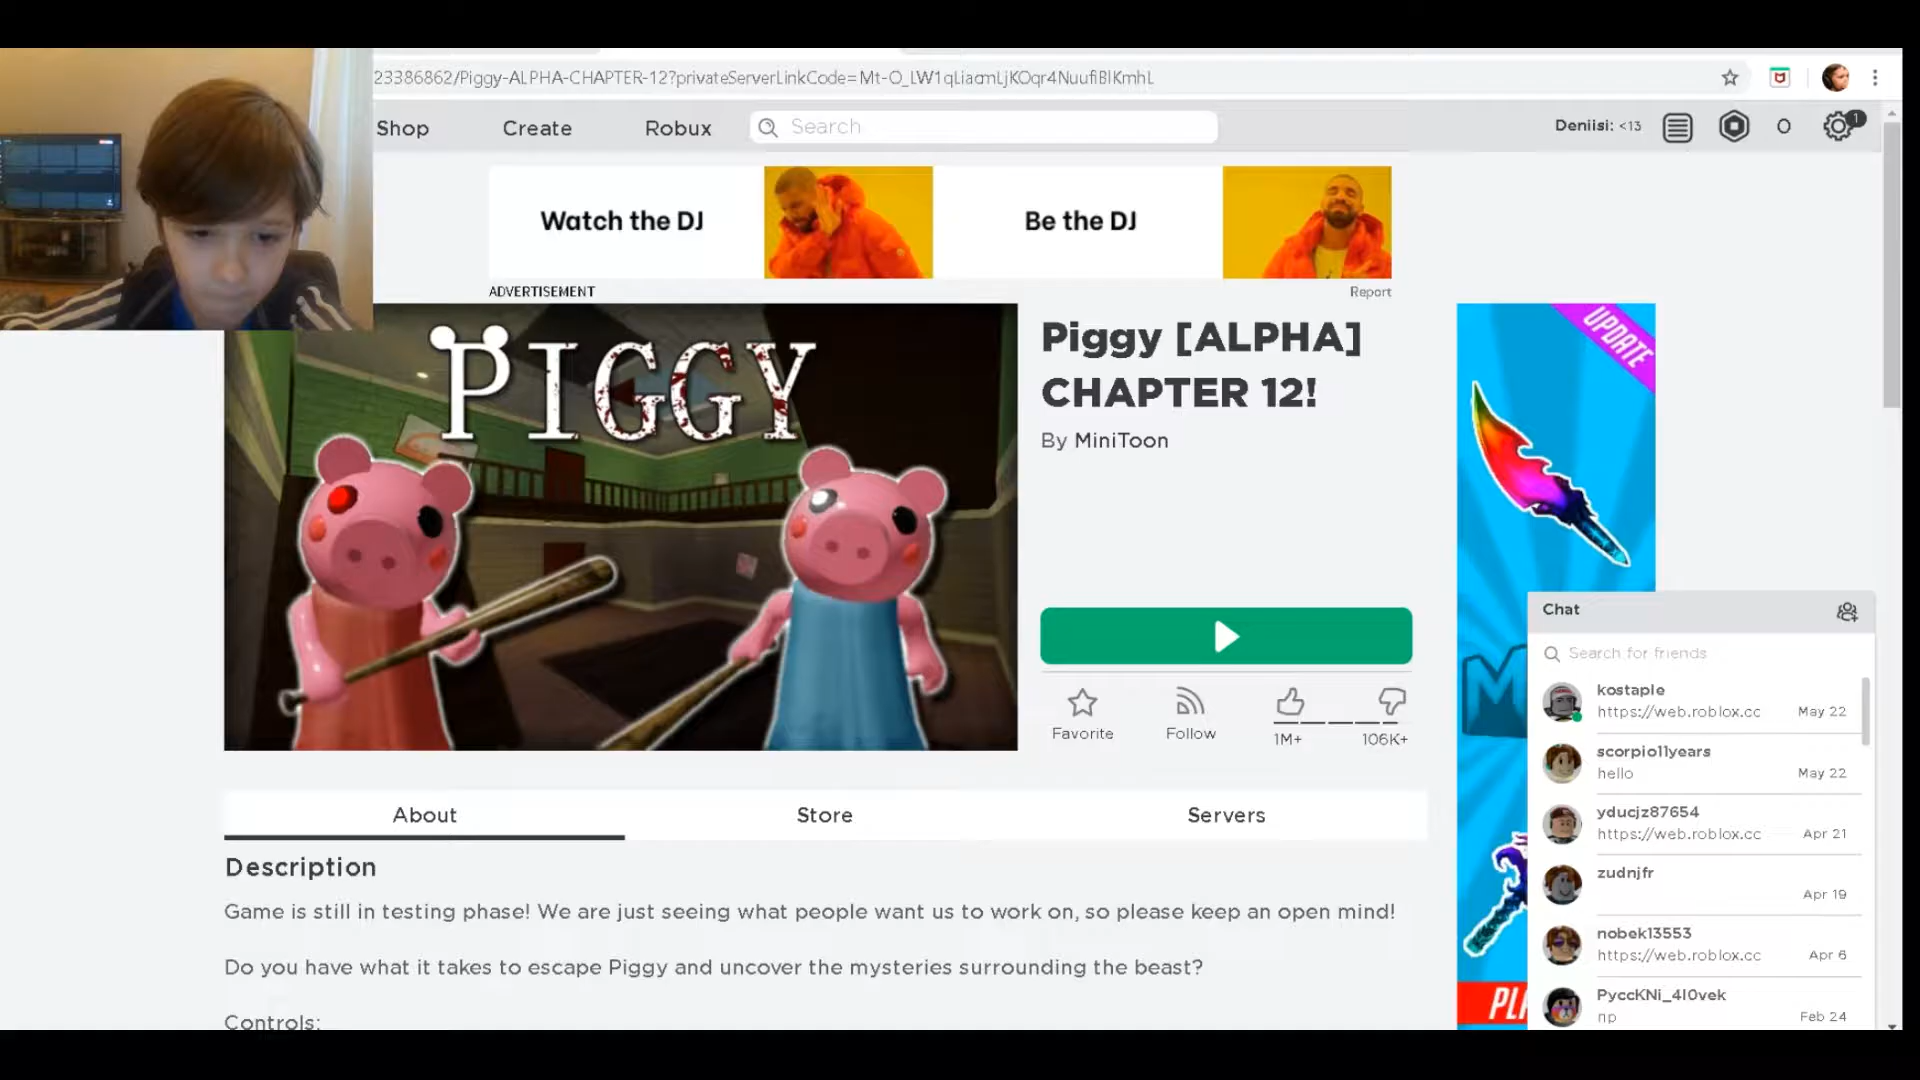 23386862/Piggy-ALPHA-CHAPTER-12?privateServerLinkCode=
Shop
Create
Robux
Search
Deniisi: <13
0
1
Watch the DJ
Be the DJ
ADVERTISEMENT
Report
PIGGY
Piggy [ALPHA]
CHAPTER 12!
By MiniToon
UPDATE
Favorite
Follow
1M+
106K+
About
Store
Servers
Description
Game is still in testing phase! We are just seeing what people want us to work on, so please keep an open mind!
Do you have what it takes to escape Piggy and uncover the mysteries surrounding the beast?
Controls:
M
PL
Chat
Search for friends
kostaple
https://web.roblox.cc May 22
scorpio11years
hello May 22
yducjz87654
https://web.roblox.cc Apr 21
zudnjfr
Apr 19
nobek13553
https://web.roblox.cc Apr 6
PyccKNi_4l0vek
np Feb 24